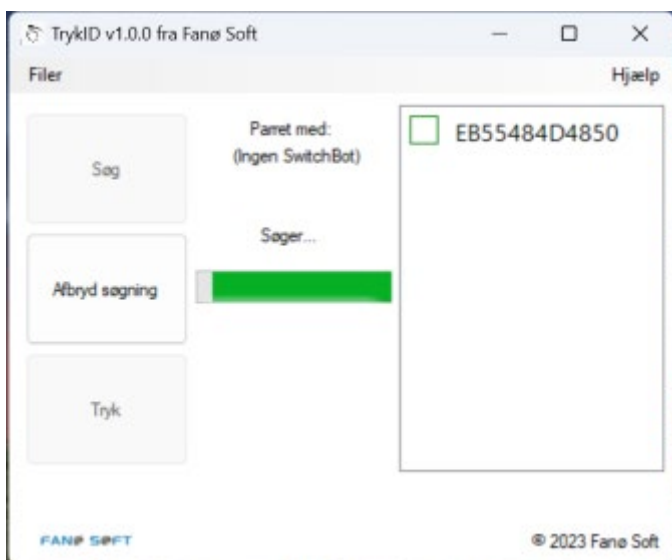 TrykID v1.0.0 fra Fanø Soft
Filer
Hjælp
Søg
Parret med:
(Ingen SwitchBot)
EB55484D4850
Søger...
Afbryd søgning
Tryk
FANØ SØFT
© 2023 Fanø Soft